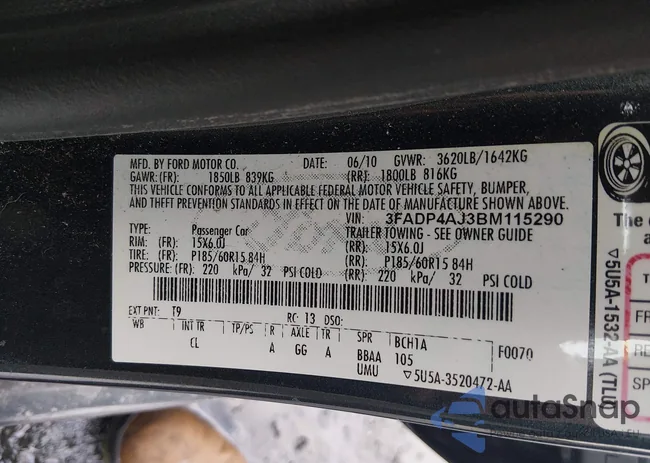 MFD. BY FORD MOTOR CO. DATE: 06/10 GVWR: 3620LB/1642KG
GAWR: (FR): 1850LB 839KG (RR): 1800LB 816KG
THIS VEHICLE CONFORMS TO ALL APPLICABLE FEDERAL MOTOR VEHICLE SAFETY, BUMPER,
AND THEFT PREVENTION STANDARDS IN EFFECT ON THE DATE OF MANUFACTURE SHOWN ABOVE.
VIN: 3FADP4AJ3BM115290
TYPE: Passenger Car TRAILER TOWING - SEE OWNER GUIDE
RIM: (FR): 15X6.0J (RR): 15X6.0J
TIRE: (FR): P185/60R15 84H (RR): P185/60R15 84H
PRESSURE: (FR): 220 kPa/ 32 PSI COLD (RR): 220 kPa/ 32 PSI COLD
EXT PNT: T9 RC: 13 DSO:
WB INT TR TP/PS R AXLE TR SPR BCH1A F0070
CL A GG A BBAA 105
UMU ▽5U5A-3520472-AA
The
▽5U5A-1532-AA (TLU)
T
FR
RE
SP
autoSnap